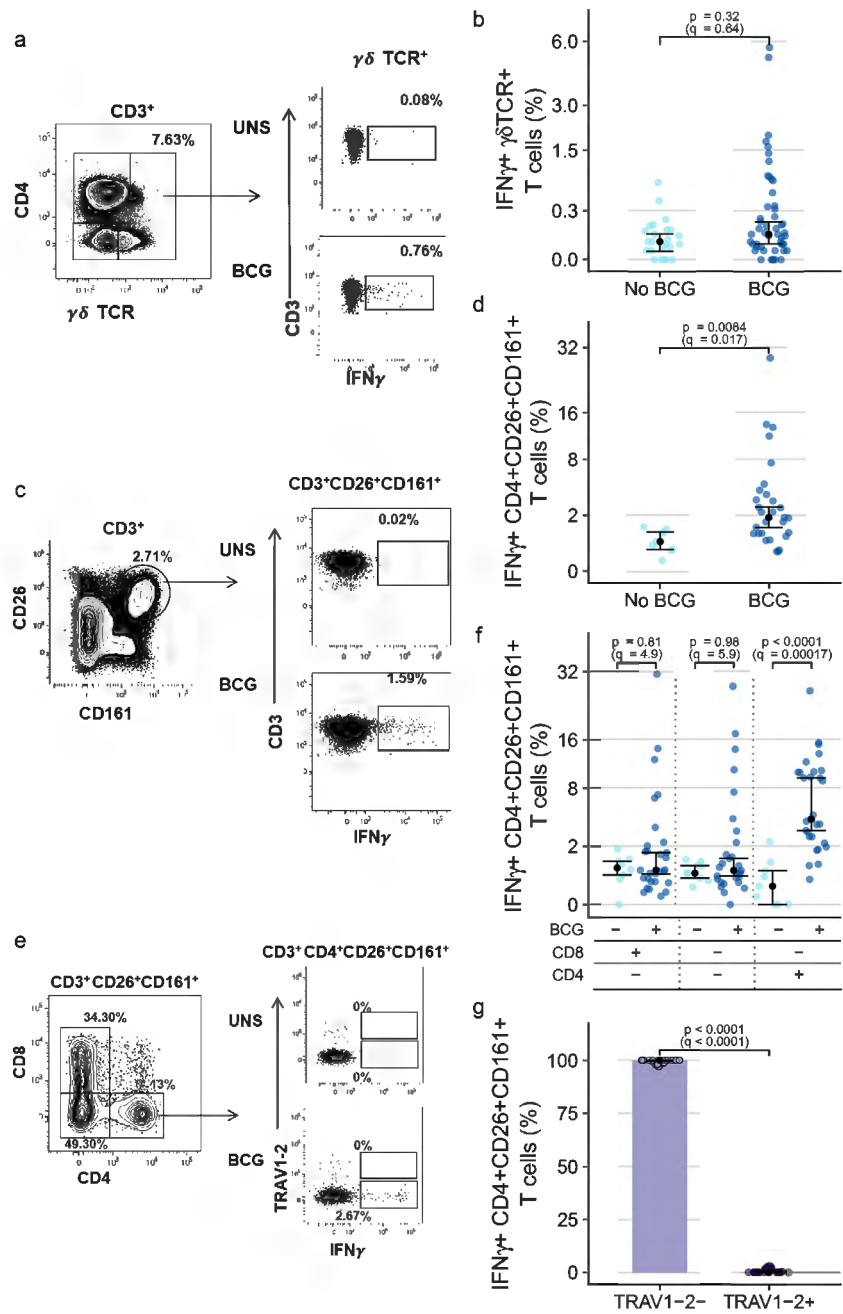 a
CD3⁺
7.63%
CD4
γδ TCR
γδ TCR⁺
UNS
0.08%
BCG
0.76%
CD3
IFNγ
b
p = 0.32
(q = 0.64)
IFNγ+ γδTCR+
T cells (%)
6.0
3.0
1.5
0.3
0.0
No BCG
BCG
c
CD3⁺
2.71%
CD26
CD161
CD3⁺CD26⁺CD161⁺
UNS
0.02%
BCG
1.59%
CD3
IFNγ
d
p = 0.0084
(q = 0.017)
IFNγ+ CD4+CD26+CD161+
T cells (%)
32
16
8
2
0
No BCG
BCG
e
CD3⁺CD26⁺CD161⁺
34.30%
49.30%
CD8
CD4
CD3⁺CD4⁺CD26⁺CD161⁺
UNS
0%
0%
BCG
0%
2.67%
TRAV1-2
IFNγ
f
p = 0.81
(q = 4.9)
p = 0.98
(q = 5.9)
p < 0.0001
(q = 0.00017)
IFNγ+ CD4+CD26+CD161+
T cells (%)
32
16
8
2
0
BCG − + − + − +
CD8 + − −
CD4 − − +
g
p < 0.0001
(q < 0.0001)
IFNγ+ CD4+CD26+CD161+
T cells (%)
100
75
50
25
0
TRAV1−2−
TRAV1−2+